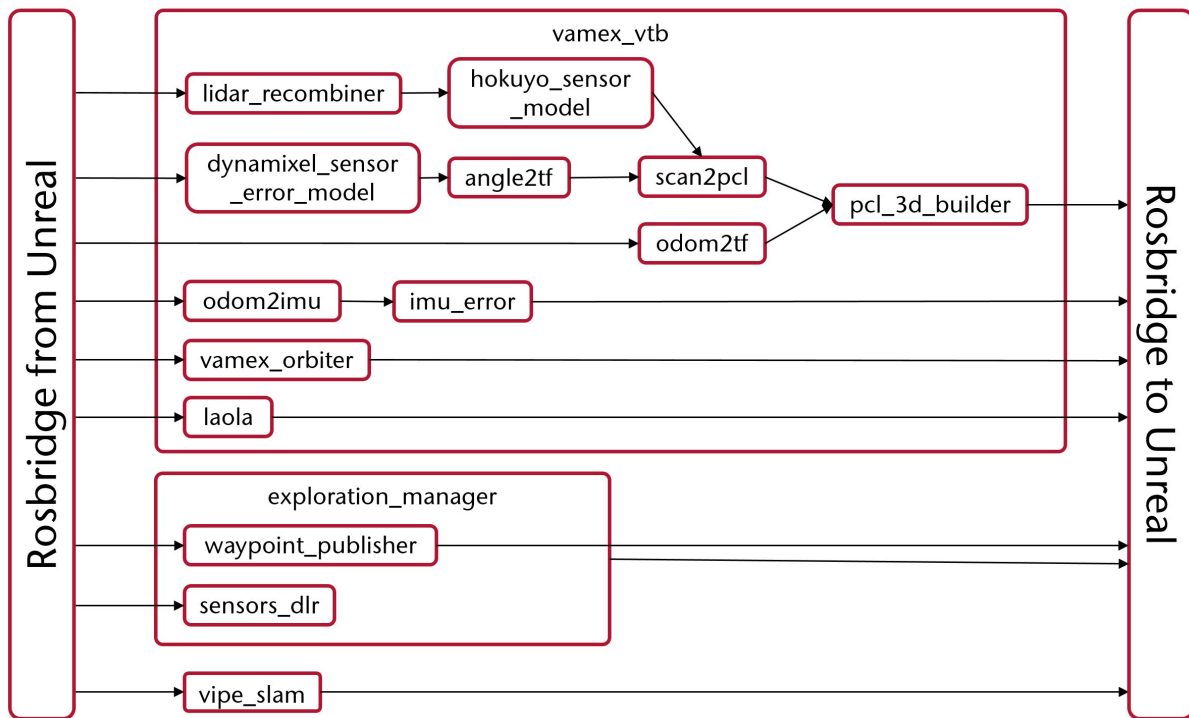 Rosbridge from Unreal
vamex_vtb
lidar_recombiner
hokuyo_sensor
_model
dynamixel_sensor
_error_model
angle2tf
scan2pcl
pcl_3d_builder
odom2tf
odom2imu
imu_error
vamex_orbiter
laola
exploration_manager
waypoint_publisher
sensors_dlr
vipe_slam
Rosbridge to Unreal